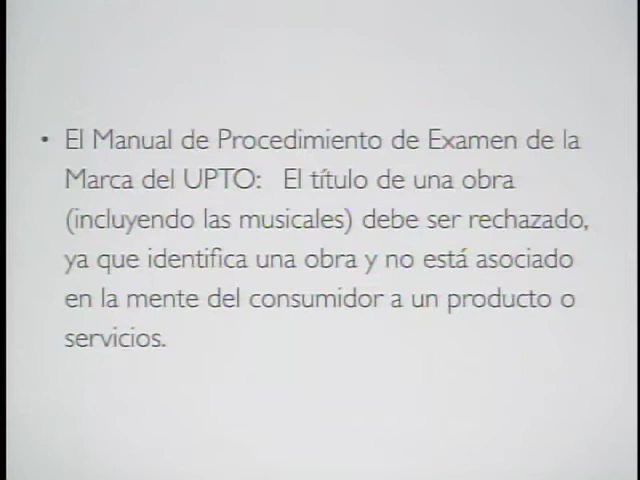 • El Manual de Procedimiento de Examen de la
Marca del UPTO: El título de una obra
(incluyendo las musicales) debe ser rechazado,
ya que identifica una obra y no está asociado
en la mente del consumidor a un producto o
servicios.